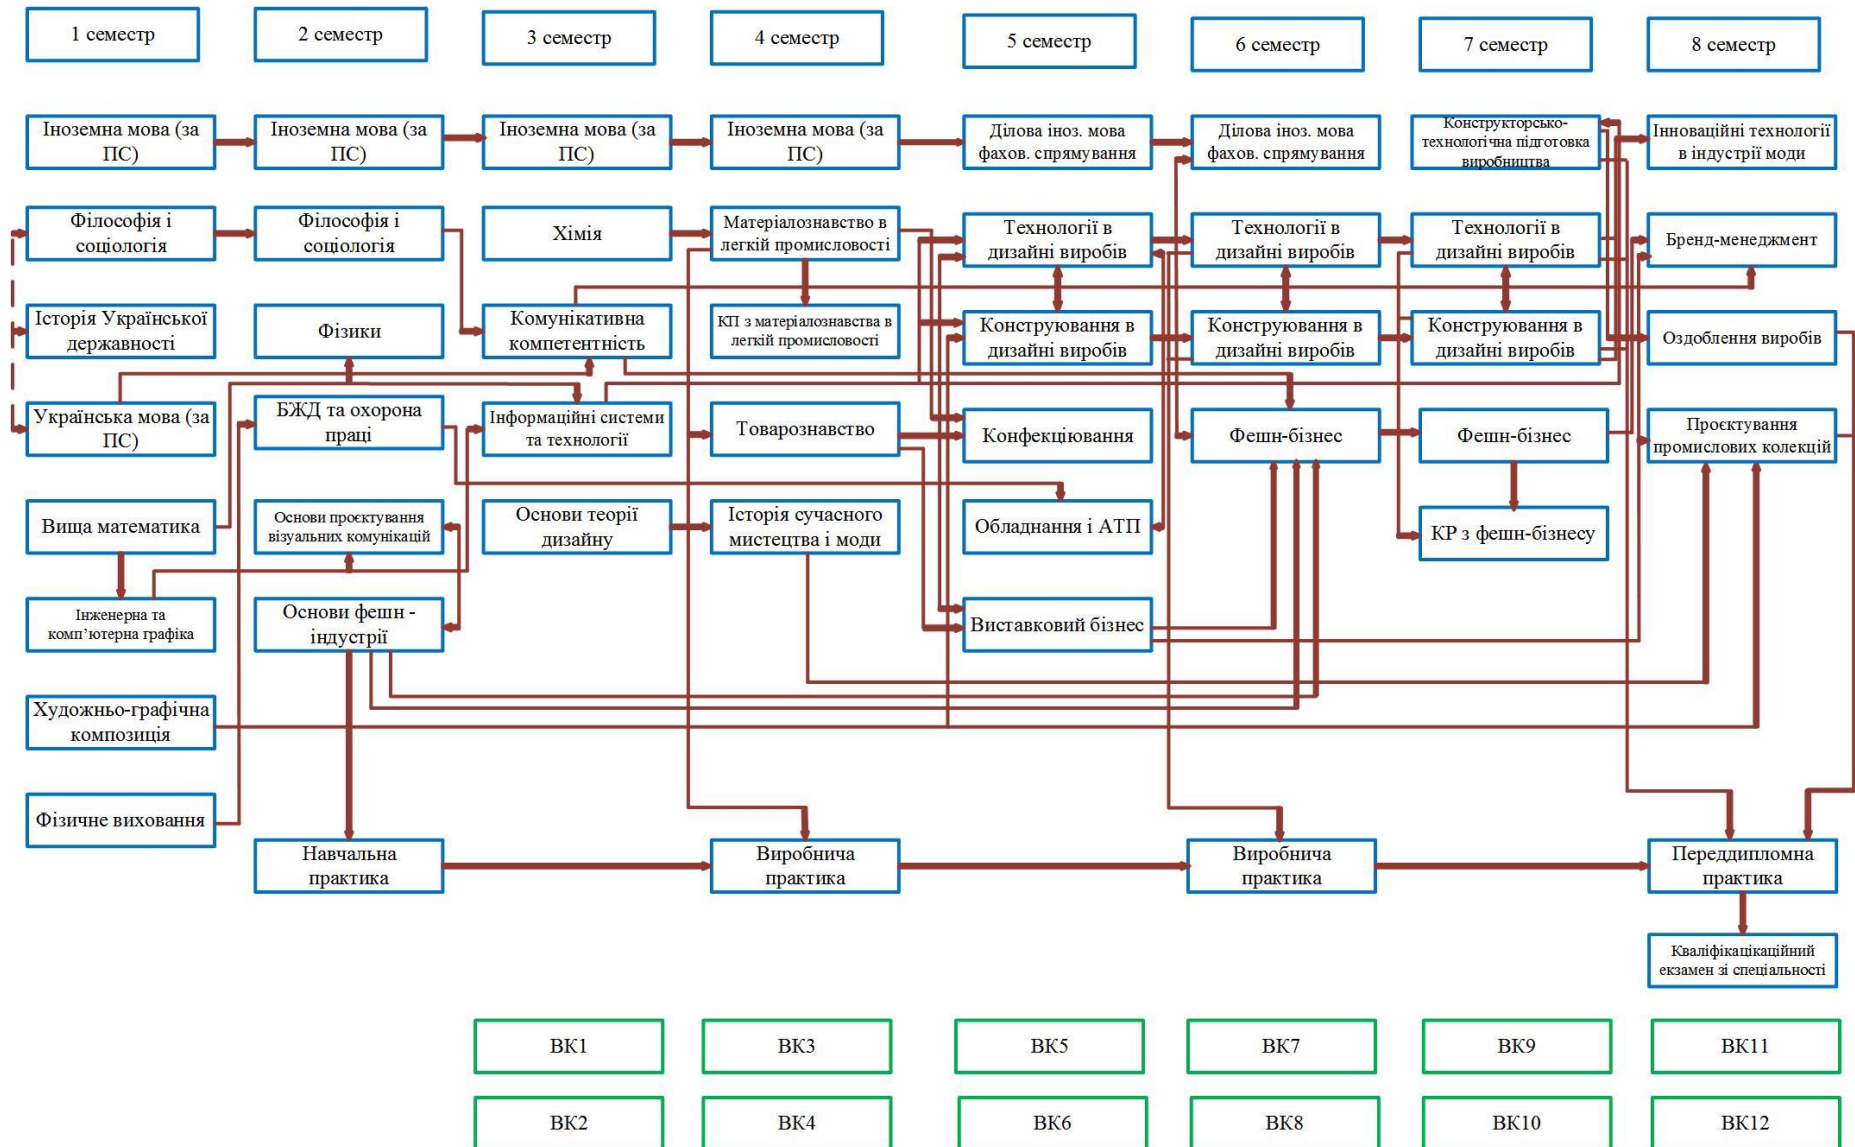 1 семестр
2 семестр
3 семестр
4 семестр
5 семестр
6 семестр
7 семестр
8 семестр
Іноземна мова (за
ПС)
Іноземна мова (за
ПС)
Іноземна мова (за
ПС)
Іноземна мова (за
ПС)
Ділова іноз. мова
фахов. спрямування
Ділова іноз. мова
фахов. спрямування
Конструкторсько-
технологічна підготовка
виробництва
Інноваційні технології
в індустрії моди
Філософія і
соціологія
Філософія і
соціологія
Хімія
Матеріалознавство в
легкій промисловості
Технології в
дизайні виробів
Технології в
дизайні виробів
Технології в
дизайні виробів
Бренд-менеджмент
Історія Української
державності
Фізики
Комунікативна
компетентність
КП з матеріалознавства в
легкій промисловості
Конструювання в
дизайні виробів
Конструювання в
дизайні виробів
Конструювання в
дизайні виробів
Оздоблення виробів
Українська мова (за
ПС)
БЖД та охорона
праці
Інформаційні системи
та технології
Товарознавство
Конфекціювання
Фешн-бізнес
Фешн-бізнес
Проєктування
промислових колекцій
Вища математика
Основи проєктування
візуальних комунікацій
Основи теорії
дизайну
Історія сучасного
мистецтва і моди
Обладнання і АТП
КР з фешн-бізнесу
Інженерна та
комп’ютерна графіка
Основи фешн -
індустрії
Виставковий бізнес
Художньо-графічна
композиція
Фізичне виховання
Навчальна
практика
Виробнича
практика
Виробнича
практика
Переддипломна
практика
Кваліфікацікаційний
екзамен зі спеціальності
ВК1
ВК3
ВК5
ВК7
ВК9
ВК11
ВК2
ВК4
ВК6
ВК8
ВК10
ВК12